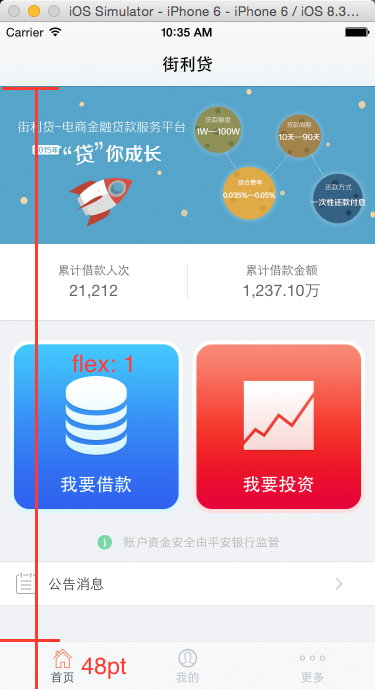 iOS Simulator - iPhone 6 - iPhone 6 / iOS 8.3...
Carrier 10:35 AM
街利贷
街利贷-电商金融贷款服务平台
2015年 “贷”你成长
贷款额度
1W—100W
贷款周期
10天—90天
综合费率
0.035%—0.05%
还款方式
一次性还款付息
累计借款人次 累计借款金额
21,212 1,237.10万
flex: 1
我要借款 我要投资
账户资金安全由平安银行监管
公告消息
48pt
首页 我的 更多